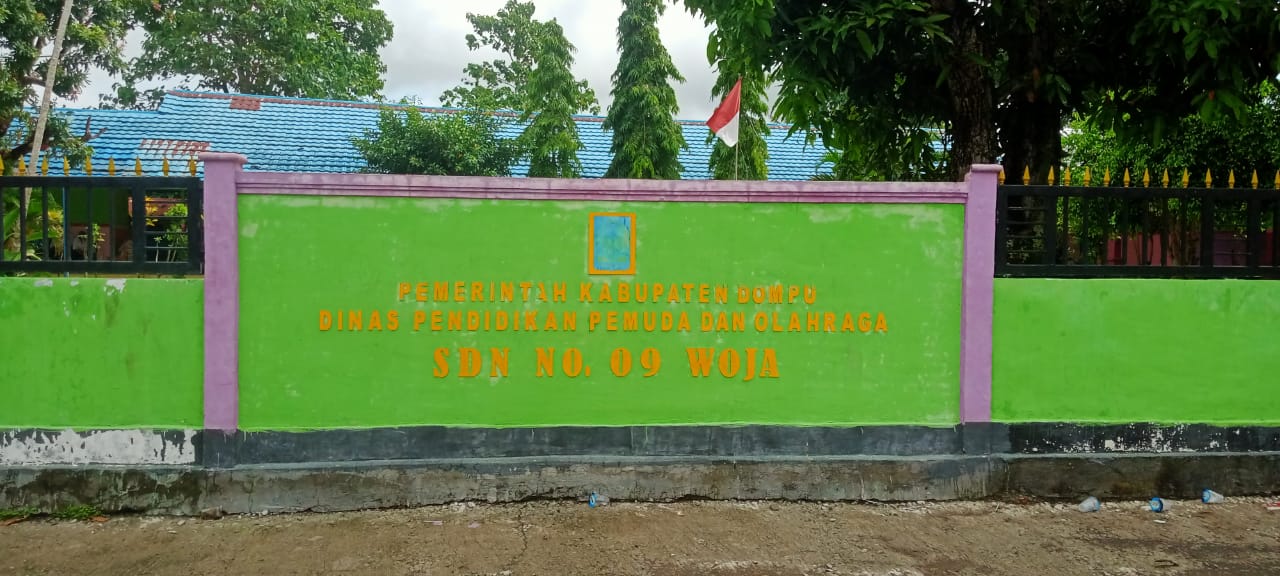 PEMERINTAH KABUPATEN DOMPU
DINAS PENDIDIKAN PEMUDA DAN OLAHRAGA
SDN NO. 09 WOJA